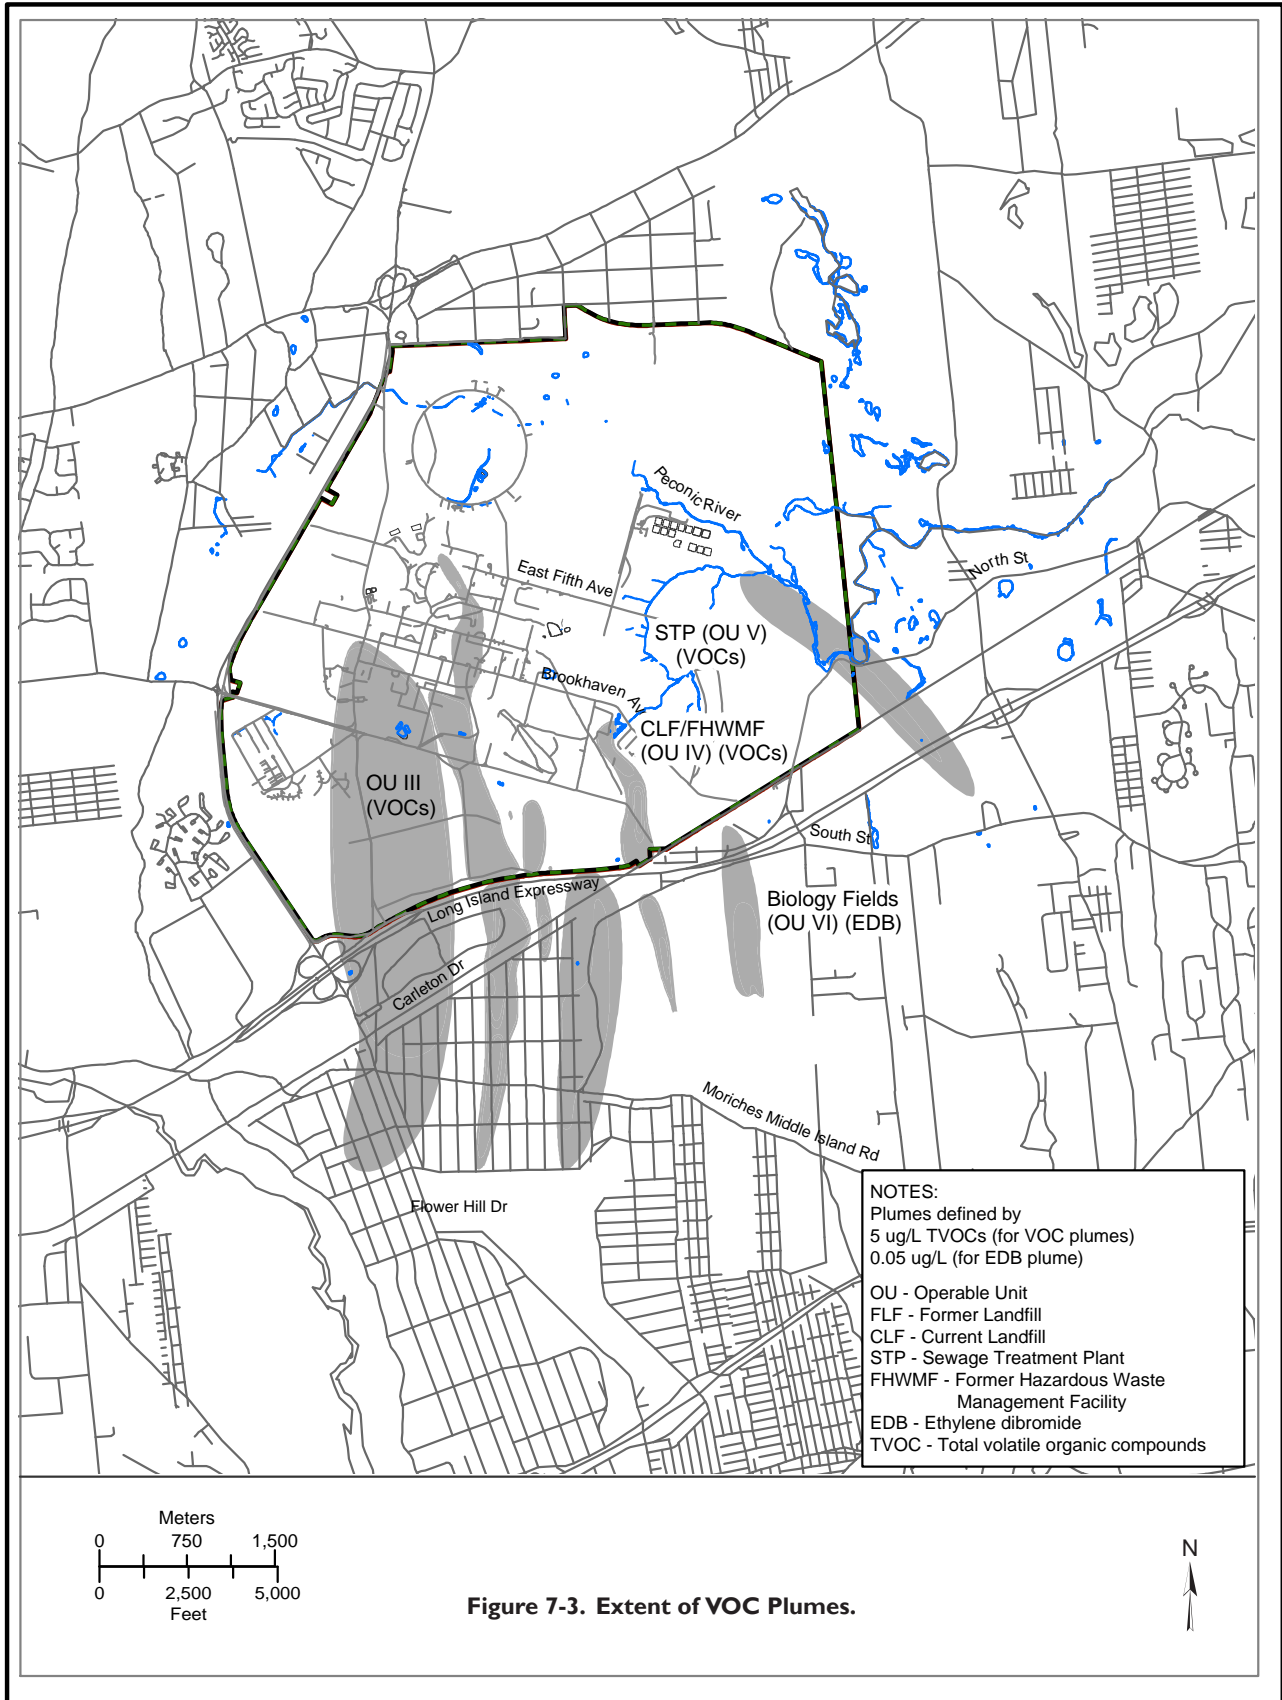 Peconic River
North St
East Fifth Ave
STP (OU V)
(VOCs)
Brookhaven Av
CLF/FHWMF
(OU IV) (VOCs)
OU III
(VOCs)
South St
Long Island Expressway
Biology Fields
(OU VI) (EDB)
Carleton Dr
Moriches Middle Island Rd
Flower Hill Dr
NOTES:
Plumes defined by
5 ug/L TVOCs (for VOC plumes)
0.05 ug/L (for EDB plume)
OU - Operable Unit
FLF - Former Landfill
CLF - Current Landfill
STP - Sewage Treatment Plant
FHWMF - Former Hazardous Waste
Management Facility
EDB - Ethylene dibromide
TVOC - Total volatile organic compounds
Meters
0 750 1,500
0 2,500 5,000
Feet
N
Figure 7-3. Extent of VOC Plumes.